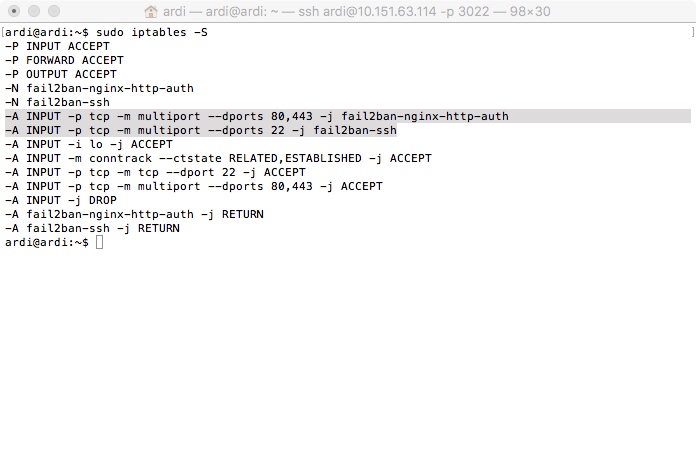 ardi — ardi@ardi: ~ — ssh ardi@10.151.63.114 -p 3022 — 98×30
[ardi@ardi:~$ sudo iptables -S ]
-P INPUT ACCEPT
-P FORWARD ACCEPT
-P OUTPUT ACCEPT
-N fail2ban-nginx-http-auth
-N fail2ban-ssh
-A INPUT -p tcp -m multiport --dports 80,443 -j fail2ban-nginx-http-auth
-A INPUT -p tcp -m multiport --dports 22 -j fail2ban-ssh
-A INPUT -i lo -j ACCEPT
-A INPUT -m conntrack --ctstate RELATED,ESTABLISHED -j ACCEPT
-A INPUT -p tcp -m tcp --dport 22 -j ACCEPT
-A INPUT -p tcp -m multiport --dports 80,443 -j ACCEPT
-A INPUT -j DROP
-A fail2ban-nginx-http-auth -j RETURN
-A fail2ban-ssh -j RETURN
ardi@ardi:~$